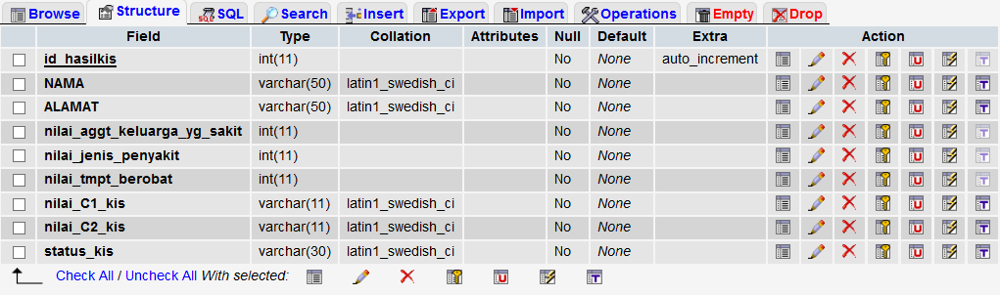 Browse Structure SQL Search Insert Export Import Operations Empty Drop
Field Type Collation Attributes Null Default Extra Action
id_hasilkis int(11) No None auto_increment
NAMA varchar(50) latin1_swedish_ci No None
ALAMAT varchar(50) latin1_swedish_ci No None
nilai_aggt_keluarga_yg_sakit int(11) No None
nilai_jenis_penyakit int(11) No None
nilai_tmpt_berobat int(11) No None
nilai_C1_kis varchar(11) latin1_swedish_ci No None
nilai_C2_kis varchar(11) latin1_swedish_ci No None
status_kis varchar(30) latin1_swedish_ci No None
Check All / Uncheck All With selected: